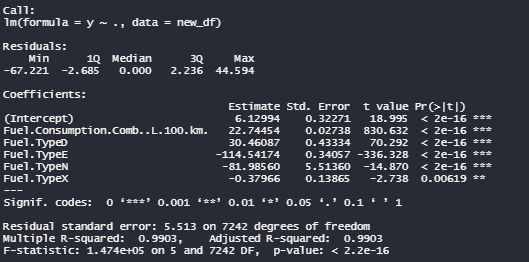 Call:
lm(formula = y ~ ., data = new_df)
Residuals:
Min 1Q Median 3Q Max
-67.221 -2.685 0.000 2.236 44.594
Coefficients:
Estimate Std. Error t value Pr(>|t|)
(Intercept) 6.12994 0.32271 18.995 < 2e-16 ***
Fuel.Consumption.Comb..L.100.km. 22.74454 0.02738 830.632 < 2e-16 ***
Fuel.TypeD 30.46087 0.43334 70.292 < 2e-16 ***
Fuel.TypeE -114.54174 0.34057 -336.328 < 2e-16 ***
Fuel.TypeN -81.98560 5.51360 -14.870 < 2e-16 ***
Fuel.TypeX -0.37966 0.13865 -2.738 0.00619 **
---
Signif. codes: 0 ‘***’ 0.001 ‘**’ 0.01 ‘*’ 0.05 ‘.’ 0.1 ‘ ’ 1
Residual standard error: 5.513 on 7242 degrees of freedom
Multiple R-squared: 0.9903, Adjusted R-squared: 0.9903
F-statistic: 1.474e+05 on 5 and 7242 DF, p-value: < 2.2e-16